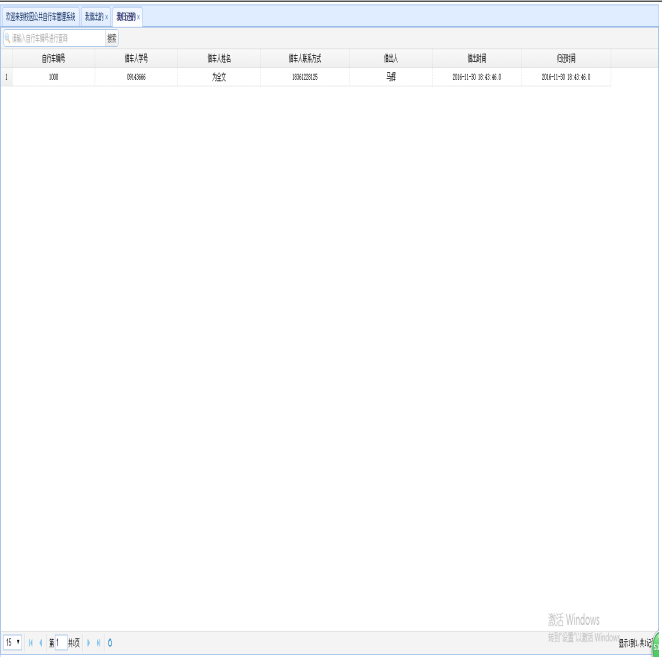 欢迎来到校园公共自行车管理系统 我借出的 × 我归还的 ×
请输入自行车编号进行查询 搜索
自行车编号 借车人学号 借车人姓名 借车人联系方式 借出人 借出时间 归还时间
1 1000 09143666 为全文 18361228125 马辉 2016-11-30 18:43:46.0 2016-11-30 18:43:46.0
激活 Windows
转到"设置"以激活 Windows
15 第 1 共1页 显示1到1,共1记